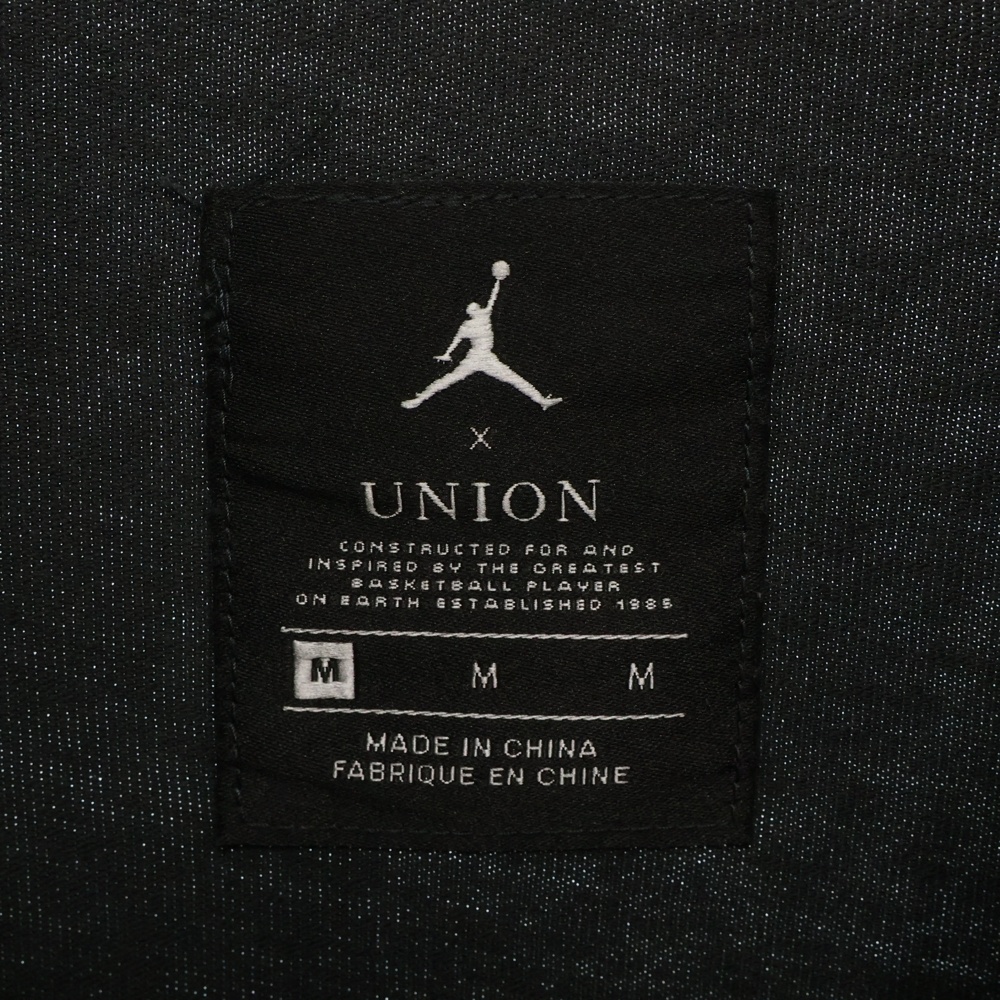 X
UNION
CONSTRUCTED FOR AND
INSPIRED BY THE GREATEST
BASKETBALL PLAYER
ON EARTH ESTABLISHED 1985
M M M
MADE IN CHINA
FABRIQUE EN CHINE